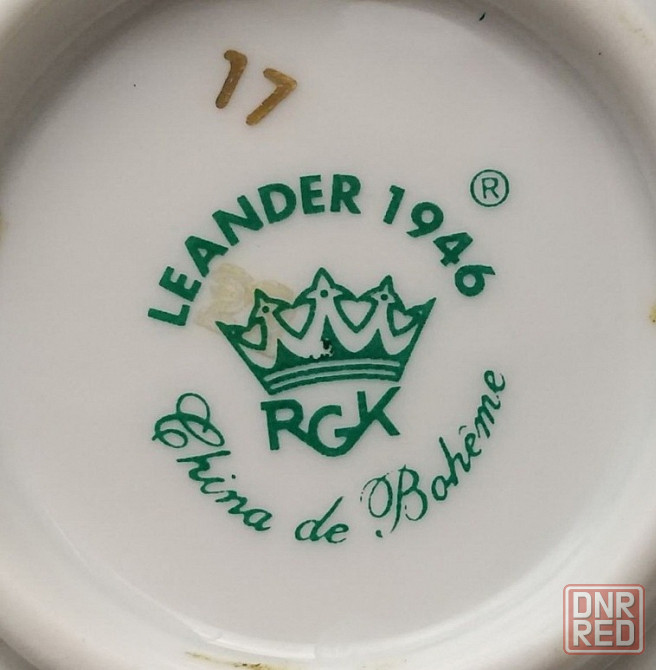 17
LEANDER 1946 ®
RGK
China de Bohême
DNR
RED